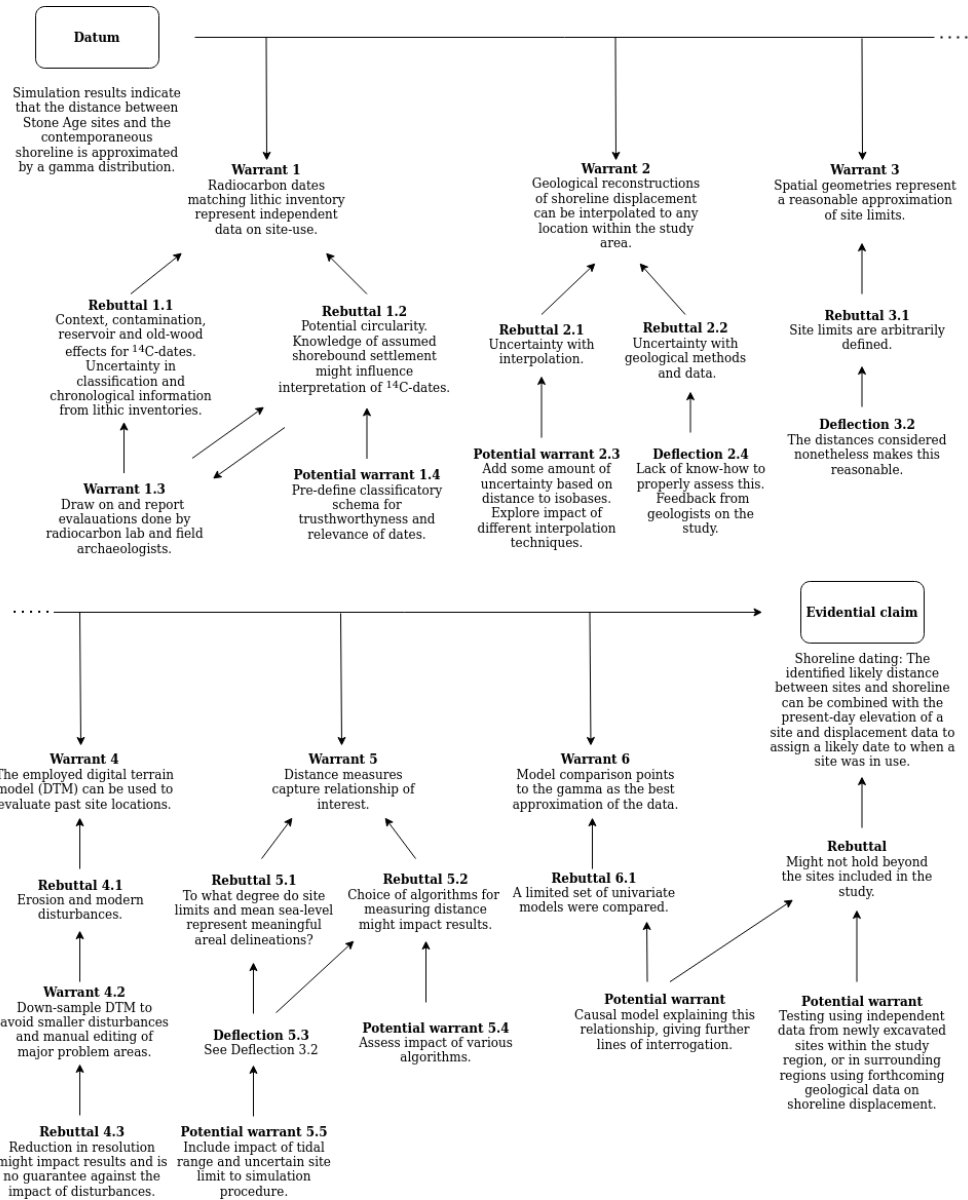 Datum
Simulation results indicate
that the distance between
Stone Age sites and the
contemporaneous
shoreline is approximated
by a gamma distribution.
Warrant 1
Radiocarbon dates
matching lithic inventory
represent independent
data on site-use.
Warrant 2
Geological reconstructions
of shoreline displacement
can be interpolated to any
location within the study
area.
Warrant 3
Spatial geometries represent
a reasonable approximation
of site limits.
Rebuttal 1.1
Context, contamination,
reservoir and old-wood
effects for ¹⁴C-dates.
Uncertainty in
classification and
chronological information
from lithic inventories.
Rebuttal 1.2
Potential circularity.
Knowledge of assumed
shorebound settlement
might influence
interpretation of ¹⁴C-dates.
Rebuttal 2.1
Uncertainty with
interpolation.
Rebuttal 2.2
Uncertainty with
geological methods
and data.
Rebuttal 3.1
Site limits are arbitrarily
defined.
Warrant 1.3
Draw on and report
evalauations done by
radiocarbon lab and field
archaeologists.
Potential warrant 1.4
Pre-define classificatory
schema for
trusthworthyness and
relevance of dates.
Potential warrant 2.3
Add some amount of
uncertainty based on
distance to isobases.
Explore impact of
different interpolation
techniques.
Deflection 2.4
Lack of know-how to
properly assess this.
Feedback from
geologists on the
study.
Deflection 3.2
The distances considered
nonetheless makes this
reasonable.
Evidential claim
Shoreline dating: The
identified likely distance
between sites and shoreline
can be combined with the
present-day elevation of a
site and displacement data to
assign a likely date to when a
site was in use.
Warrant 4
The employed digital terrain
model (DTM) can be used to
evaluate past site locations.
Warrant 5
Distance measures
capture relationship of
interest.
Warrant 6
Model comparison points
to the gamma as the best
approximation of the data.
Rebuttal 4.1
Erosion and modern
disturbances.
Rebuttal 5.1
To what degree do site
limits and mean sea-level
represent meaningful
areal delineations?
Rebuttal 5.2
Choice of algorithms for
measuring distance
might impact results.
Rebuttal 6.1
A limited set of univariate
models were compared.
Rebuttal
Might not hold beyond
the sites included in the
study.
Warrant 4.2
Down-sample DTM to
avoid smaller disturbances
and manual editing of
major problem areas.
Deflection 5.3
See Deflection 3.2
Potential warrant 5.4
Assess impact of various
algorithms.
Potential warrant
Causal model explaining this
relationship, giving further
lines of interrogation.
Potential warrant
Testing using independent
data from newly excavated
sites within the study
region, or in surrounding
regions using forthcoming
geological data on
shoreline displacement.
Rebuttal 4.3
Reduction in resolution
might impact results and is
no guarantee against the
impact of disturbances.
Potential warrant 5.5
Include impact of tidal
range and uncertain site
limit to simulation
procedure.